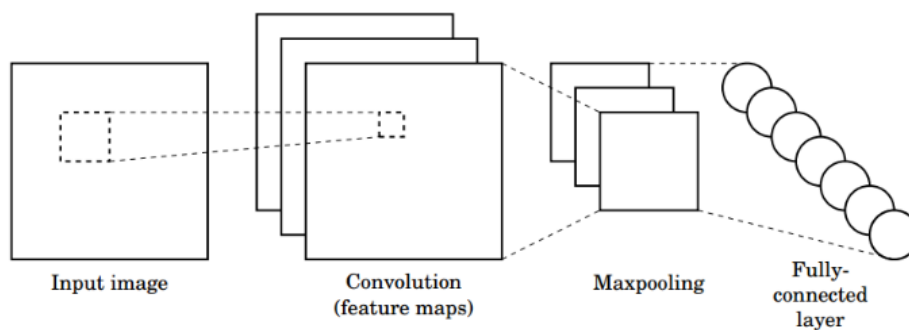 Input image
Convolution
(feature maps)
Maxpooling
Fully-
connected
layer